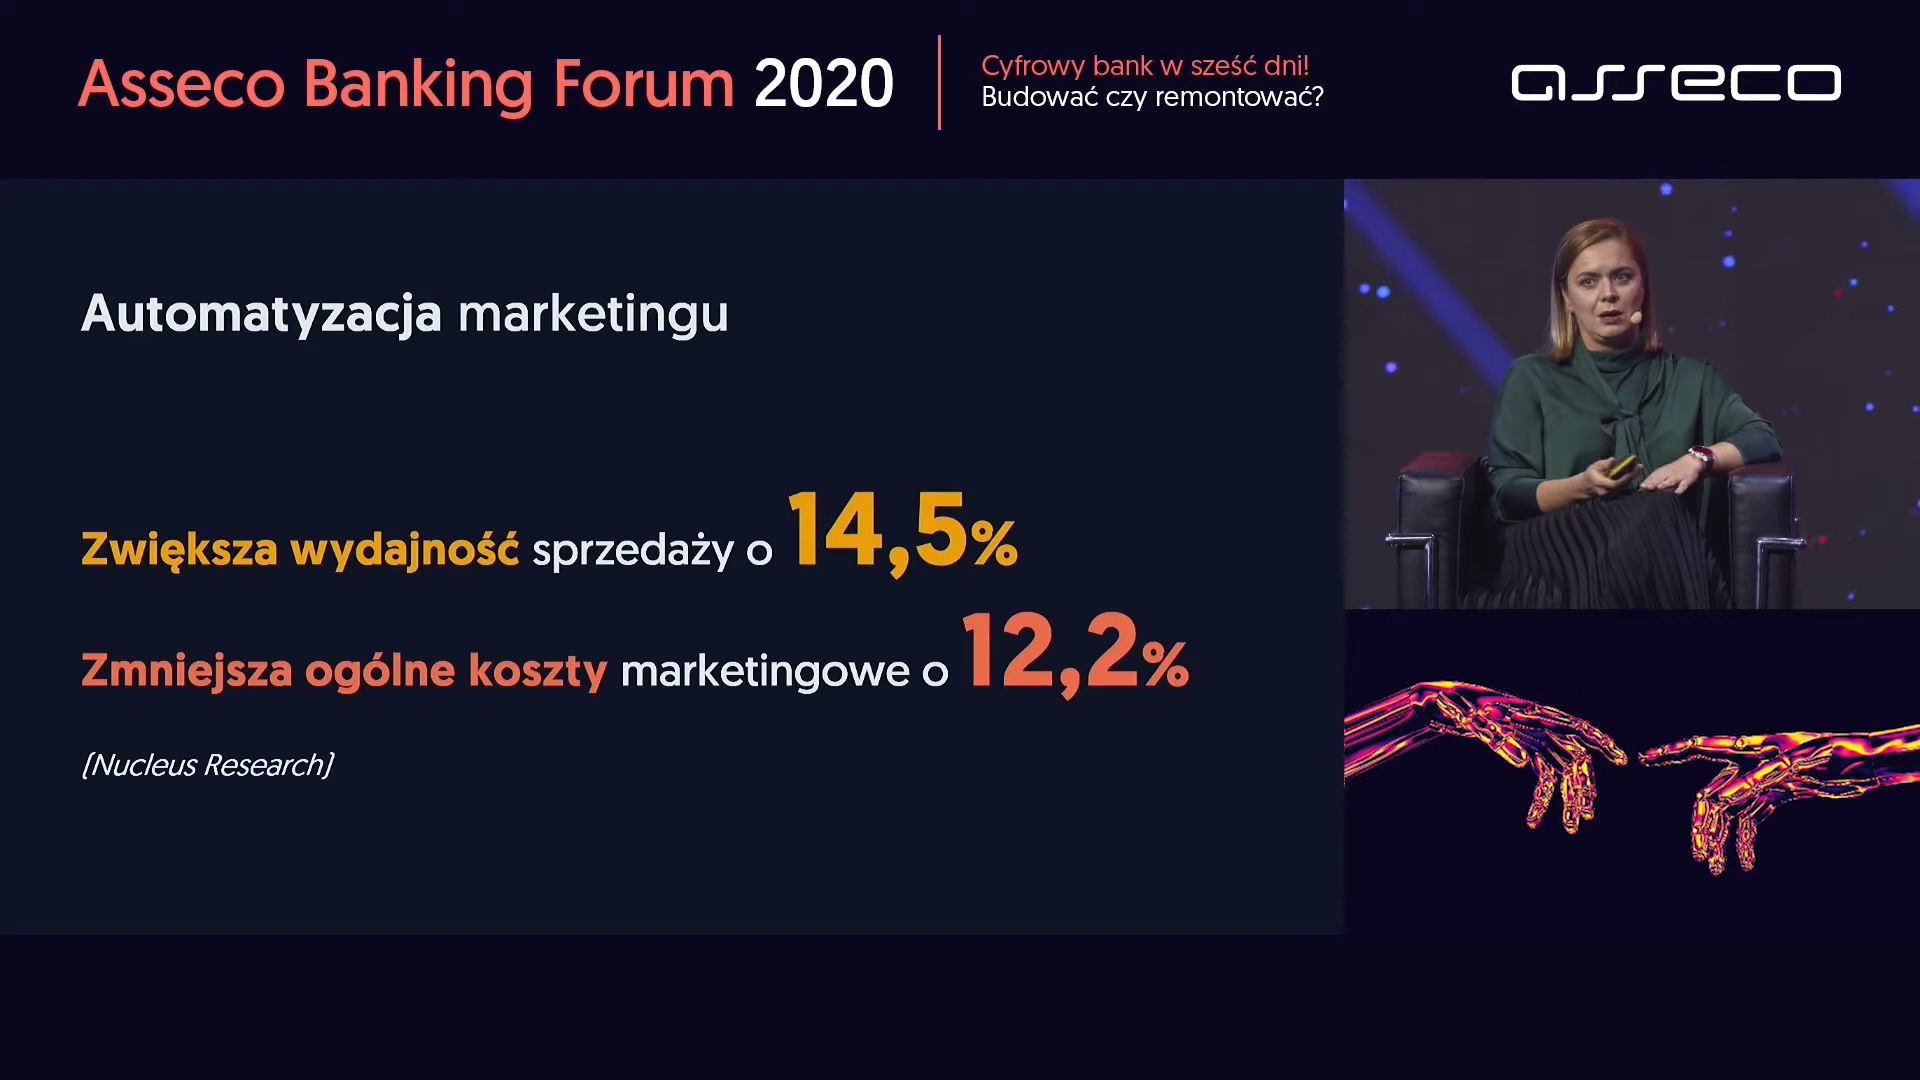 Asseco Banking Forum 2020
Cyfrowy bank w sześć dni!
Budować czy remontować?
asseco
Automatyzacja marketingu
Zwiększa wydajność sprzedaży o 14,5%
Zmniejsza ogólne koszty marketingowe o 12,2%
(Nucleus Research)